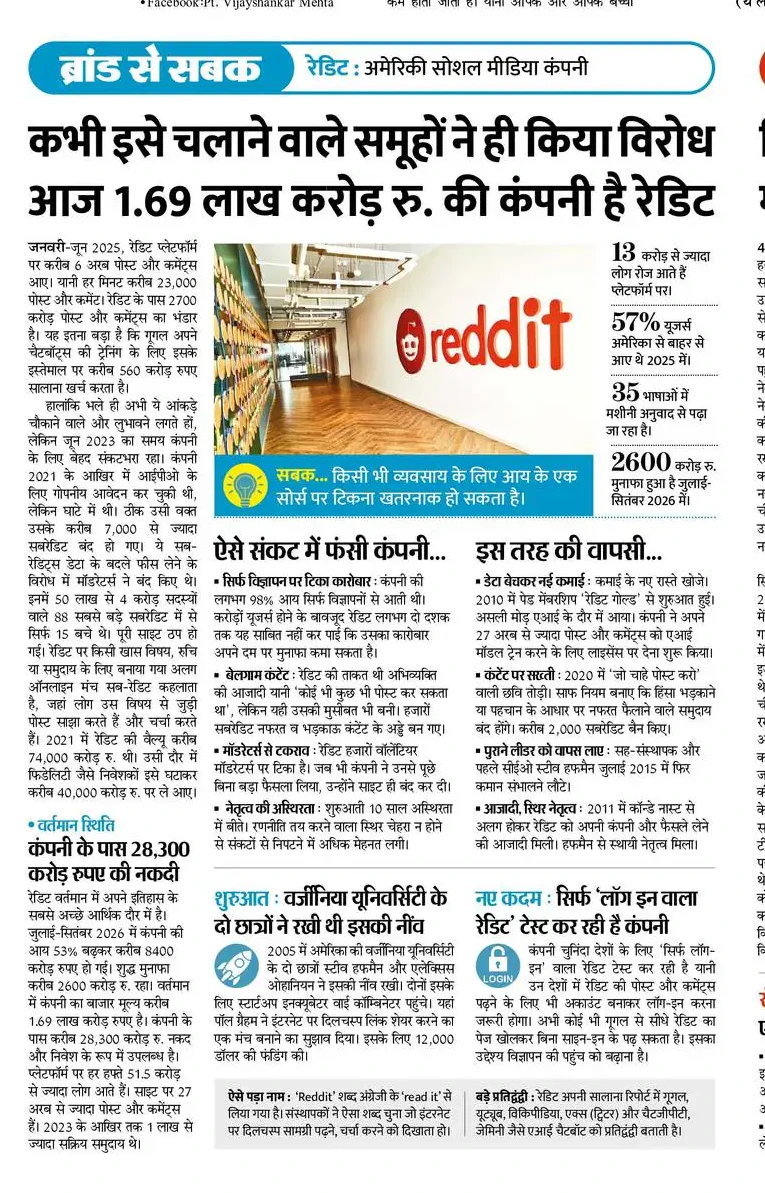 •Facebook:Pt. Vijayshankar Mehta
ब्रांड से सबक
रेडिट : अमेरिकी सोशल मीडिया कंपनी
कभी इसे चलाने वाले समूहों ने ही किया विरोध
आज 1.69 लाख करोड़ रु. की कंपनी है रेडिट
जनवरी-जून 2025, रेडिट प्लेटफॉर्म
पर करीब 6 अरब पोस्ट और कमेंट्स
आए। यानी हर मिनट करीब 23,000
पोस्ट और कमेंट। रेडिट के पास 2700
करोड़ पोस्ट और कमेंट्स का भंडार
है। यह इतना बड़ा है कि गूगल अपने
चैटबॉट्स की ट्रेनिंग के लिए इसके
इस्तेमाल पर करीब 560 करोड़ रुपए
सालाना खर्च करता है।
हालांकि भले ही अभी ये आंकड़े
चौकाने वाले और लुभावने लगते हों,
लेकिन जून 2023 का समय कंपनी
के लिए बेहद संकटभरा रहा। कंपनी
2021 के आखिर में आईपीओ के
लिए गोपनीय आवेदन कर चुकी थी,
लेकिन घाटे में थी। ठीक उसी वक्त
उसके करीब 7,000 से ज्यादा
सबरेडिट बंद हो गए। ये सब-
रेडिट्स डेटा के बदले फीस लेने के
विरोध में मॉडरेटर्स ने बंद किए थे।
इनमें 50 लाख से 4 करोड़ सदस्यों
वाले 88 सबसे बड़े सबरेडिट में से
सिर्फ 15 बचे थे। पूरी साइट ठप हो
गई। रेडिट पर किसी खास विषय, रुचि
या समुदाय के लिए बनाया गया अलग
ऑनलाइन मंच सब-रेडिट कहलाता
है, जहां लोग उस विषय से जुड़ी
पोस्ट साझा करते हैं और चर्चा करते
हैं। 2021 में रेडिट की वैल्यू करीब
74,000 करोड़ रु. थी। उसी दौर में
फिडेलिटी जैसे निवेशकों इसे घटाकर
करीब 40,000 करोड़ रु. पर ले आए।
• वर्तमान स्थिति
कंपनी के पास 28,300
करोड़ रुपए की नकदी
रेडिट वर्तमान में अपने इतिहास के
सबसे अच्छे आर्थिक दौर में है।
जुलाई-सितंबर 2026 में कंपनी की
आय 53% बढ़कर करीब 8400
करोड़ रुपए हो गई। शुद्ध मुनाफा
करीब 2600 करोड़ रु. रहा। वर्तमान
में कंपनी का बाजार मूल्य करीब
1.69 लाख करोड़ रुपए है। कंपनी के
पास करीब 28,300 करोड़ रु. नकद
और निवेश के रूप में उपलब्ध है।
प्लेटफॉर्म पर हर हफ्ते 51.5 करोड़
से ज्यादा लोग आते हैं। साइट पर 27
अरब से ज्यादा पोस्ट और कमेंट्स
हैं। 2023 के आखिर तक 1 लाख से
ज्यादा सक्रिय समुदाय थे।
reddit
13 करोड़ से ज्यादा
लोग रोज आते हैं
प्लेटफॉर्म पर।
57% यूजर्स
अमेरिका से बाहर से
आए थे 2025 में।
35 भाषाओं में
मशीनी अनुवाद से पढ़ा
जा रहा है।
2600 करोड़ रु.
मुनाफा हुआ है जुलाई-
सितंबर 2026 में।
सबक... किसी भी व्यवसाय के लिए आय के एक
सोर्स पर टिकना खतरनाक हो सकता है।
ऐसे संकट में फंसी कंपनी...
▪ सिर्फ विज्ञापन पर टिका कारोबार : कंपनी की
लगभग 98% आय सिर्फ विज्ञापनों से आती थी।
करोड़ों यूजर्स होने के बावजूद रेडिट लगभग दो दशक
तक यह साबित नहीं कर पाई कि उसका कारोबार
अपने दम पर मुनाफा कमा सकता है।
▪ बेलगाम कंटेंट : रेडिट की ताकत थी अभिव्यक्ति
की आजादी यानी ‘कोई भी कुछ भी पोस्ट कर सकता
था’, लेकिन यही उसकी मुसीबत भी बनी। हजारों
सबरेडिट नफरत व भड़काऊ कंटेंट के अड्डे बन गए।
▪ मॉडरेटर्स से टकराव : रेडिट हजारों वॉलंटियर
मॉडरेटर्स पर टिका है। जब भी कंपनी ने उनसे पूछे
बिना बड़ा फैसला लिया, उन्होंने साइट ही बंद कर दी।
▪ नेतृत्व की अस्थिरता : शुरुआती 10 साल अस्थिरता
में बीते। रणनीति तय करने वाला स्थिर चेहरा न होने
से संकटों से निपटने में अधिक मेहनत लगी।
इस तरह की वापसी...
▪ डेटा बेचकर नई कमाई : कमाई के नए रास्ते खोजे।
2010 में पेड मेंबरशिप ‘रेडिट गोल्ड’ से शुरुआत हुई।
असली मोड़ एआई के दौर में आया। कंपनी ने अपने
27 अरब से ज्यादा पोस्ट और कमेंट्स को एआई
मॉडल ट्रेन करने के लिए लाइसेंस पर देना शुरू किया।
▪ कंटेंट पर सख्ती : 2020 में ‘जो चाहे पोस्ट करो’
वाली छवि तोड़ी। साफ नियम बनाए कि हिंसा भड़काने
या पहचान के आधार पर नफरत फैलाने वाले समुदाय
बंद होंगे। करीब 2,000 सबरेडिट बैन किए।
▪ पुराने लीडर को वापस लाए : सह-संस्थापक और
पहले सीईओ स्टीव हफमैन जुलाई 2015 में फिर
कमान संभालने लौटे।
▪ आजादी, स्थिर नेतृत्व : 2011 में कॉन्डे नास्ट से
अलग होकर रेडिट को अपनी कंपनी और फैसले लेने
की आजादी मिली। हफमैन से स्थायी नेतृत्व मिला।
शुरुआत : वर्जीनिया यूनिवर्सिटी के
दो छात्रों ने रखी थी इसकी नींव
2005 में अमेरिका की वर्जीनिया यूनिवर्सिटी
के दो छात्रों स्टीव हफमैन और एलेक्सिस
ओहानियन ने इसकी नींव रखी। दोनों इसके
लिए स्टार्टअप इनक्यूबेटर वाई कॉम्बिनेटर पहुंचे। यहां
पॉल ग्रैहम ने इंटरनेट पर दिलचस्प लिंक शेयर करने का
एक मंच बनाने का सुझाव दिया। इसके लिए 12,000
डॉलर की फंडिंग की।
नए कदम : सिर्फ ‘लॉग इन वाला
रेडिट’ टेस्ट कर रही है कंपनी
LOGIN
कंपनी चुनिंदा देशों के लिए ‘सिर्फ लॉग-
इन’ वाला रेडिट टेस्ट कर रही है यानी
उन देशों में रेडिट की पोस्ट और कमेंट्स
पढ़ने के लिए भी अकाउंट बनाकर लॉग-इन करना
जरूरी होगा। अभी कोई भी गूगल से सीधे रेडिट का
पेज खोलकर बिना साइन-इन के पढ़ सकता है। इसका
उद्देश्य विज्ञापन की पहुंच को बढ़ाना है।
ऐसे पड़ा नाम : ‘Reddit’ शब्द अंग्रेजी के ‘read it’ से
लिया गया है। संस्थापकों ने ऐसा शब्द चुना जो इंटरनेट
पर दिलचस्प सामग्री पढ़ने, चर्चा करने को दिखाता हो।
बड़े प्रतिद्वंद्वी : रेडिट अपनी सालाना रिपोर्ट में गूगल,
यूट्यूब, विकिपीडिया, एक्स (ट्विटर) और चैटजीपीटी,
जेमिनी जैसे एआई चैटबॉट को प्रतिद्वंद्वी बताती है।